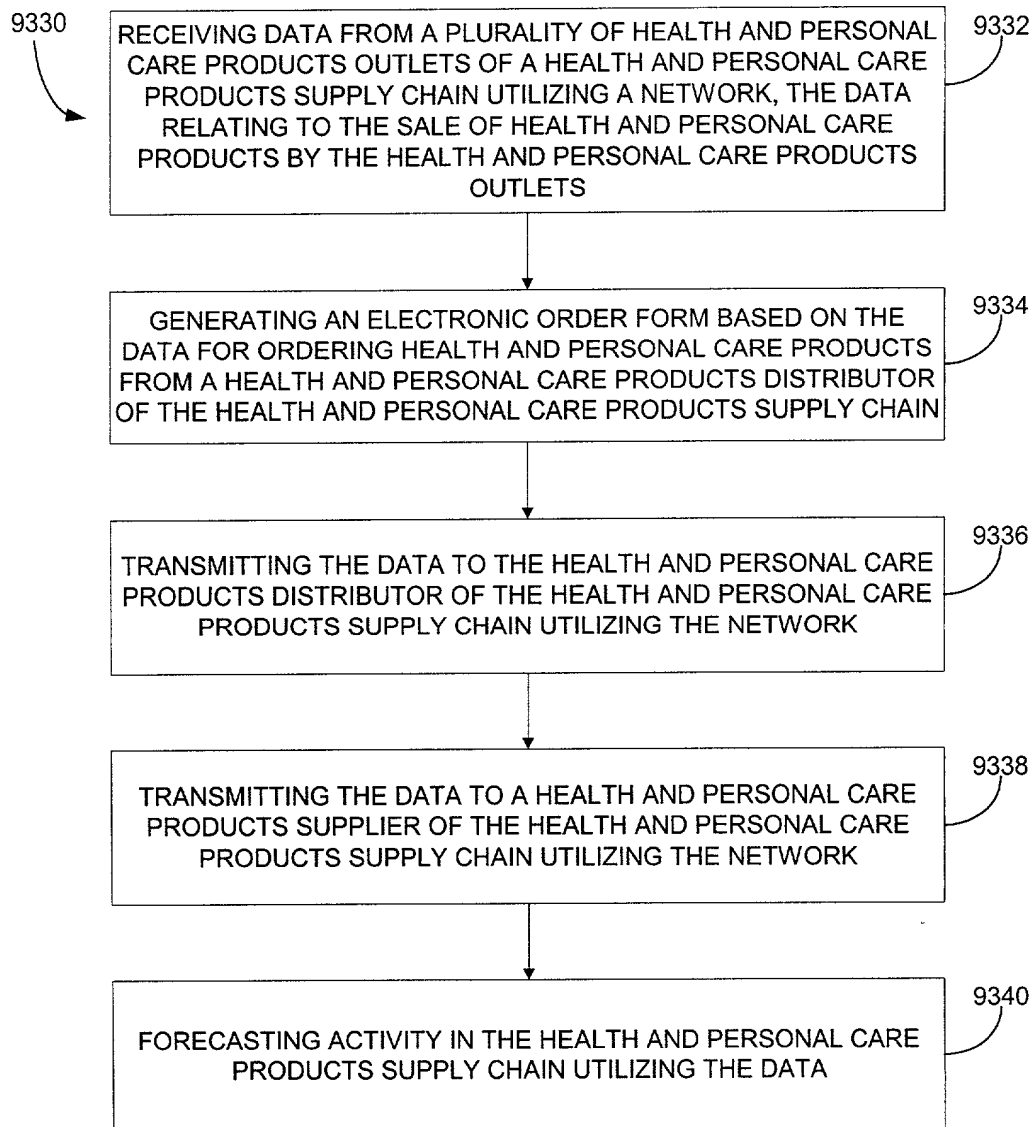 9330
RECEIVING DATA FROM A PLURALITY OF HEALTH AND PERSONAL
CARE PRODUCTS OUTLETS OF A HEALTH AND PERSONAL CARE
PRODUCTS SUPPLY CHAIN UTILIZING A NETWORK, THE DATA
RELATING TO THE SALE OF HEALTH AND PERSONAL CARE
PRODUCTS BY THE HEALTH AND PERSONAL CARE PRODUCTS
OUTLETS
9332
GENERATING AN ELECTRONIC ORDER FORM BASED ON THE
DATA FOR ORDERING HEALTH AND PERSONAL CARE PRODUCTS
FROM A HEALTH AND PERSONAL CARE PRODUCTS DISTRIBUTOR
OF THE HEALTH AND PERSONAL CARE PRODUCTS SUPPLY CHAIN
9334
TRANSMITTING THE DATA TO THE HEALTH AND PERSONAL CARE
PRODUCTS DISTRIBUTOR OF THE HEALTH AND PERSONAL CARE
PRODUCTS SUPPLY CHAIN UTILIZING THE NETWORK
9336
TRANSMITTING THE DATA TO A HEALTH AND PERSONAL CARE
PRODUCTS SUPPLIER OF THE HEALTH AND PERSONAL CARE
PRODUCTS SUPPLY CHAIN UTILIZING THE NETWORK
9338
FORECASTING ACTIVITY IN THE HEALTH AND PERSONAL CARE
PRODUCTS SUPPLY CHAIN UTILIZING THE DATA
9340